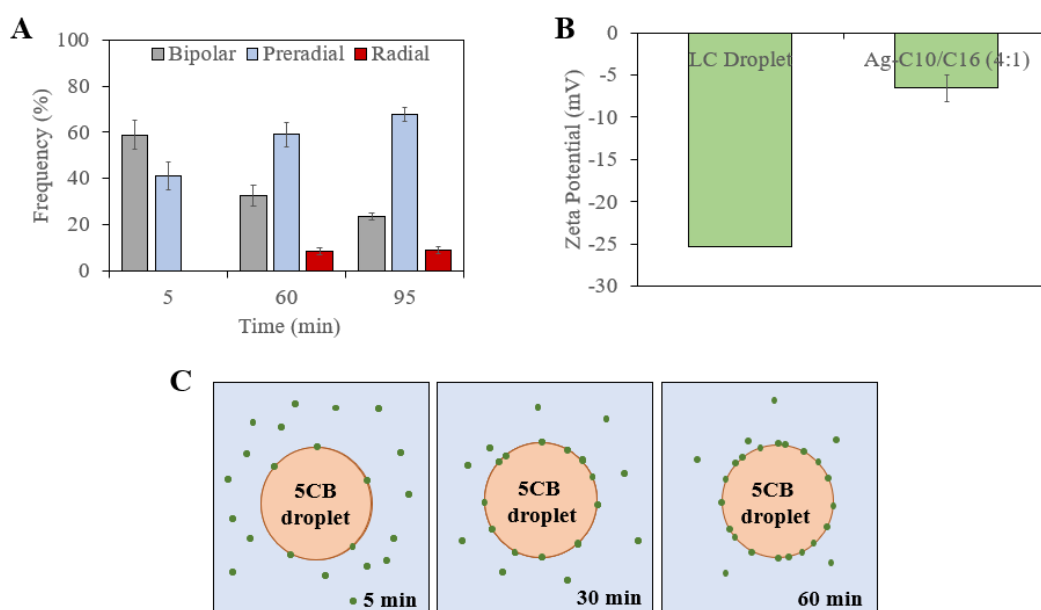 A
100
80
60
40
20
0
Frequency (%)
Bipolar Preradial Radial
5 60 95
Time (min)
B
0
-5
-10
-15
-20
-25
-30
Zeta Potential (mV)
LC Droplet Ag-C10/C16 (4:1)
C
5CB
droplet
5 min
5CB
droplet
30 min
5CB
droplet
60 min